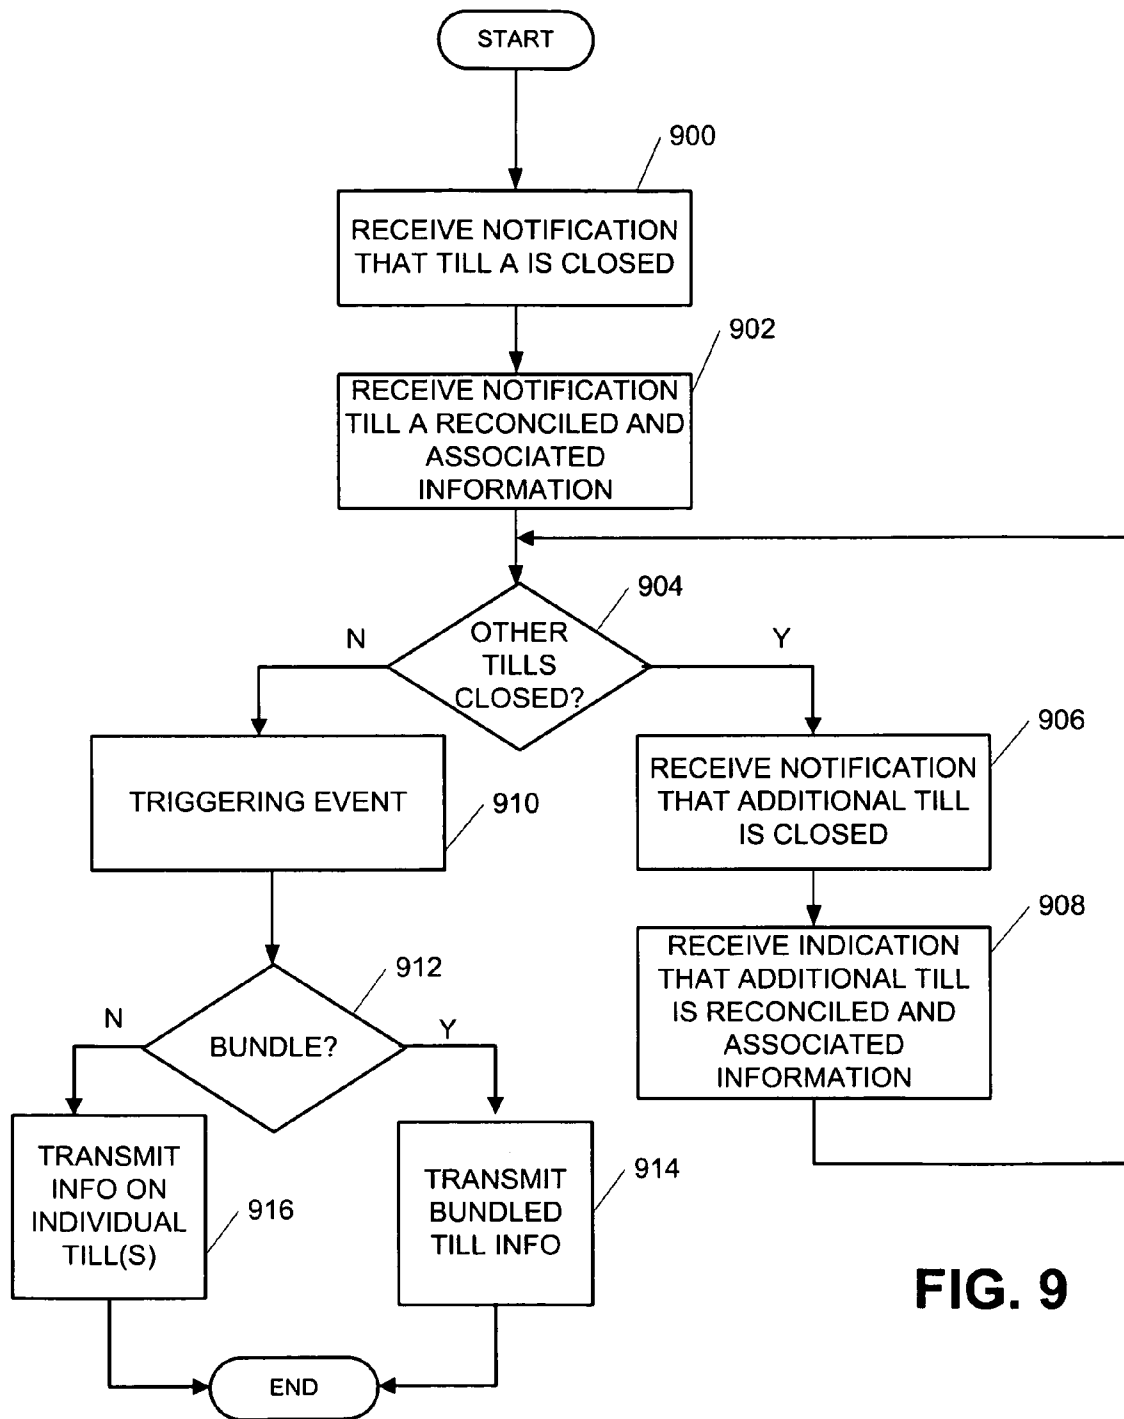 START
900
RECEIVE NOTIFICATION
THAT TILL A IS CLOSED
902
RECEIVE NOTIFICATION
TILL A RECONCILED AND
ASSOCIATED
INFORMATION
904
N
OTHER
TILLS
CLOSED?
Y
906
TRIGGERING EVENT
910
RECEIVE NOTIFICATION
THAT ADDITIONAL TILL
IS CLOSED
908
912
N
BUNDLE?
Y
RECEIVE INDICATION
THAT ADDITIONAL TILL
IS RECONCILED AND
ASSOCIATED
INFORMATION
TRANSMIT
INFO ON
INDIVIDUAL
TILL(S)
916
TRANSMIT
BUNDLED
TILL INFO
914
FIG. 9
END